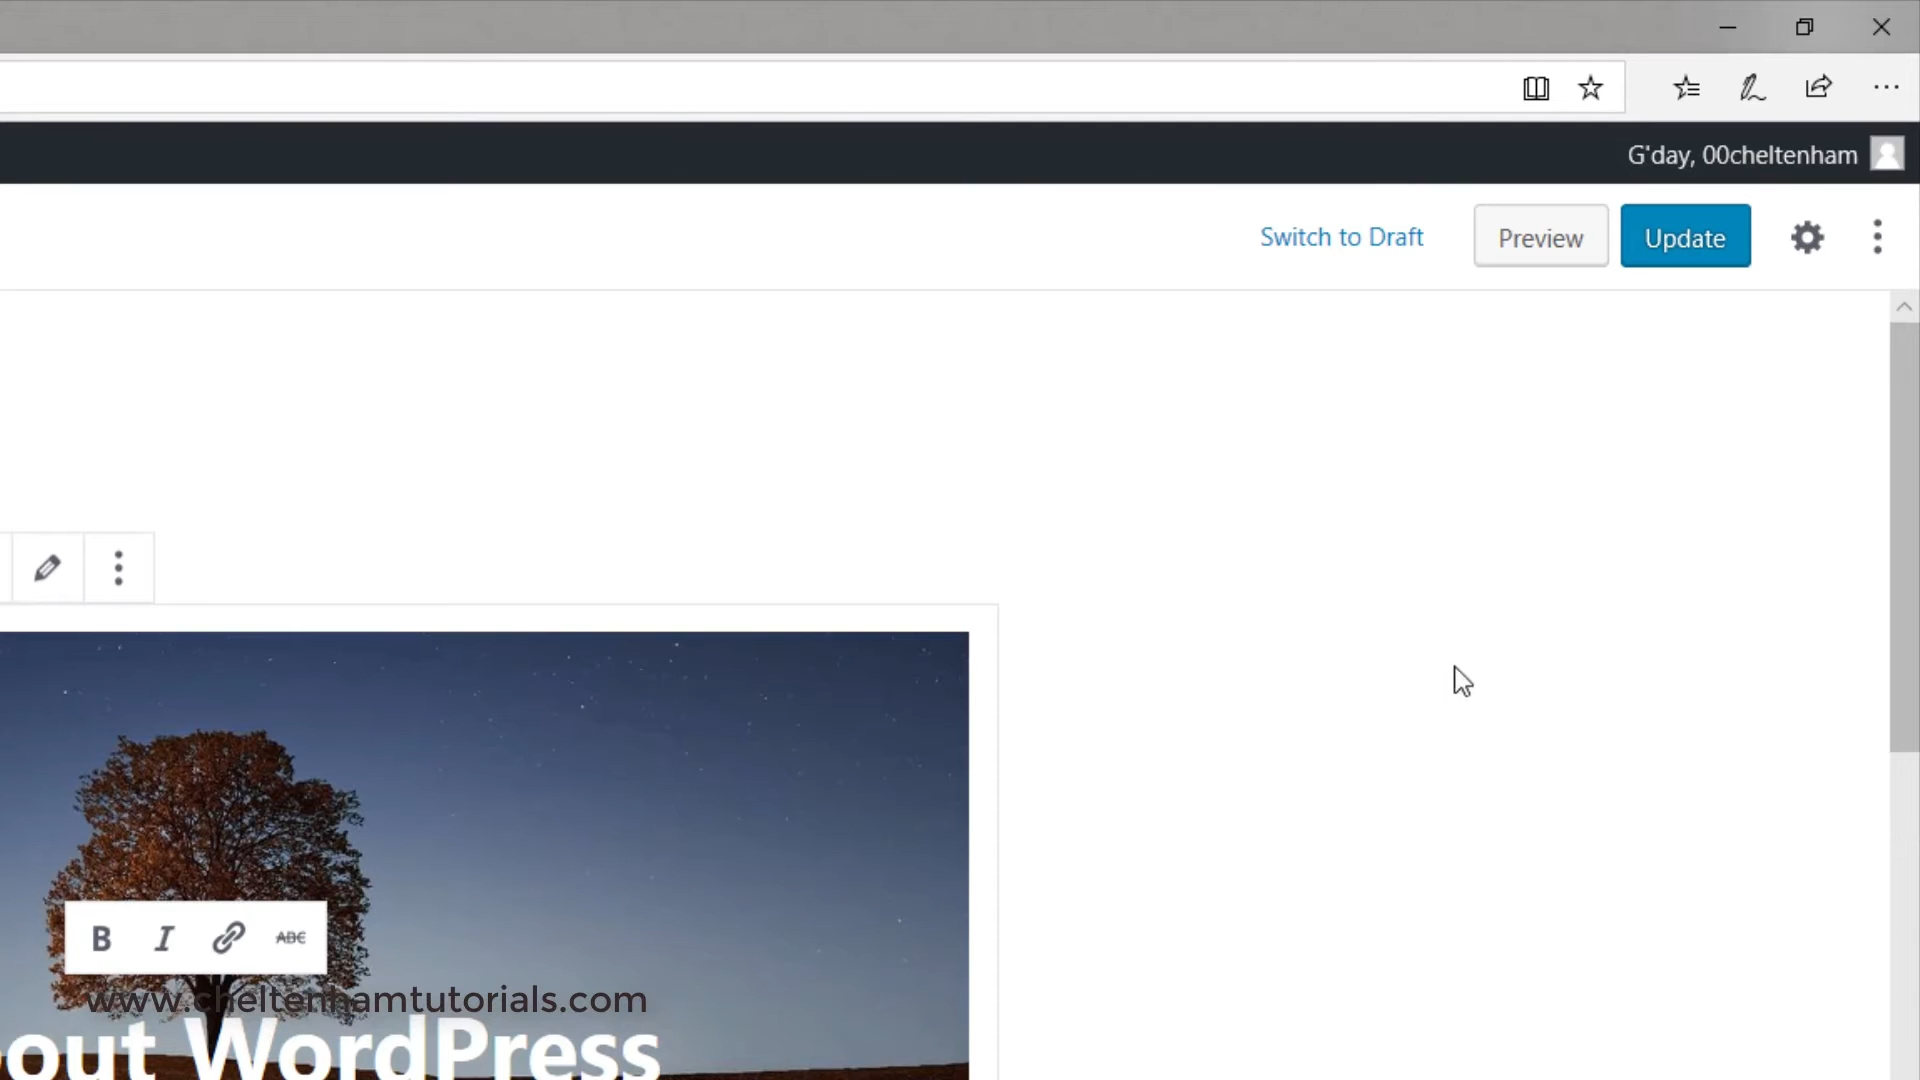 G'day, 00cheltenham
Switch to Draft
Preview
Update
B I ABC
www.cheltenhamtutorials.com
out WordPress